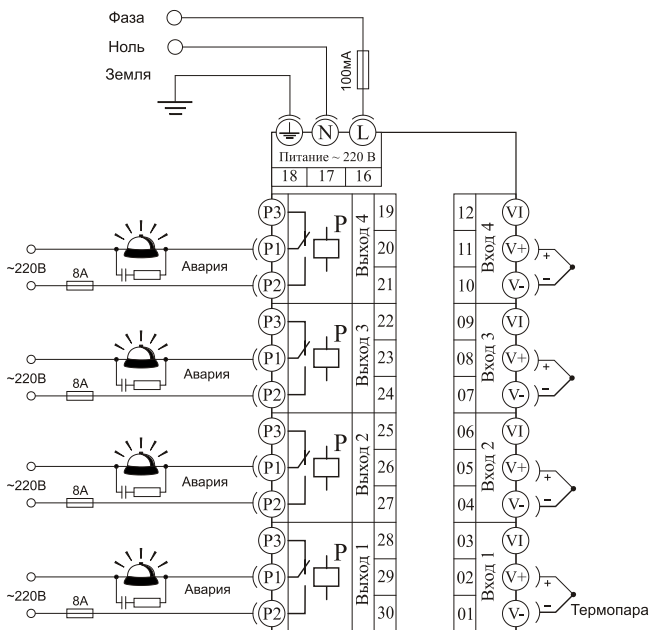 Фаза
Ноль
Земля
100мА
N
L
Питание ~ 220 В
18 17 16
P3 P Выход 4 19 12 Вход 4 VI
~220В 8А Авария P1 20 11 V+ +
P2 21 10 V- –
P3 P Выход 3 22 09 Вход 3 VI
~220В 8А Авария P1 23 08 V+ +
P2 24 07 V- –
P3 P Выход 2 25 06 Вход 2 VI
~220В 8А Авария P1 26 05 V+ +
P2 27 04 V- –
P3 P Выход 1 28 03 Вход 1 VI
~220В 8А Авария P1 29 02 V+ +
P2 30 01 V- – Термопара